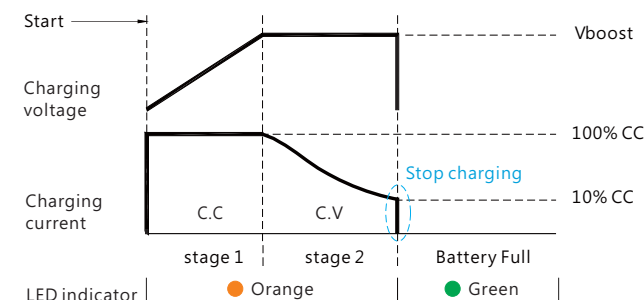 Start
Vboost
Charging
voltage
100% CC
Stop charging
10% CC
Charging
current
C.C
C.V
stage 1
stage 2
Battery Full
LED indicator
Orange
Green